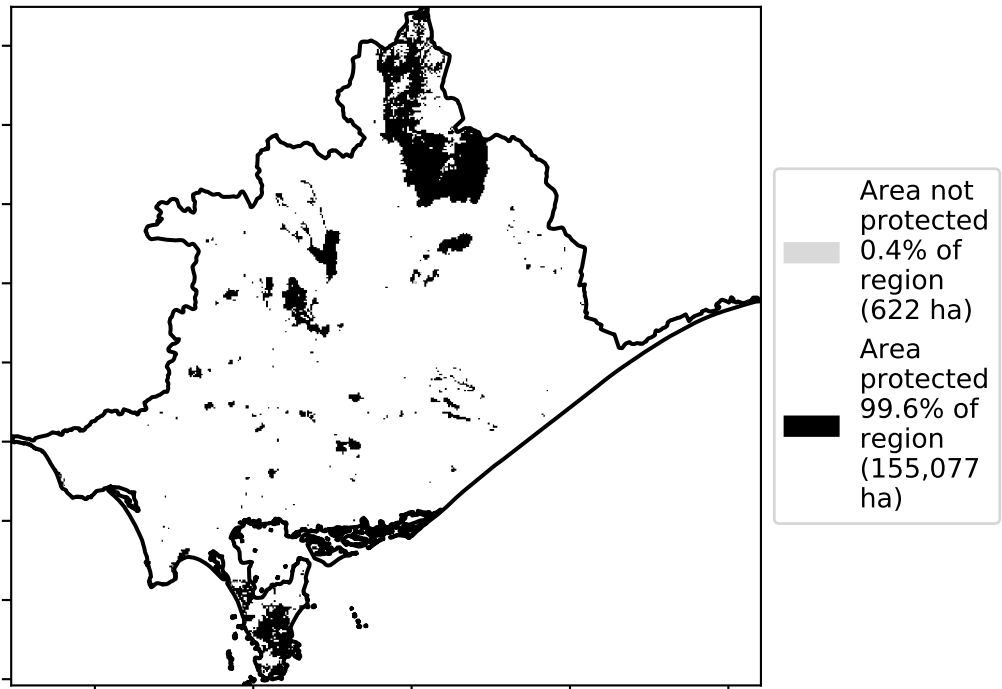 Area not
protected
0.4% of
region
(622 ha)
Area
protected
99.6% of
region
(155,077
ha)